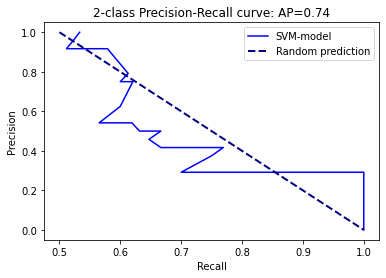 2-class Precision-Recall curve: AP=0.74
SVM-model
Random prediction
Precision
1.0
0.8
0.6
0.4
0.2
0.0
0.5
0.6
0.7
0.8
0.9
1.0
Recall